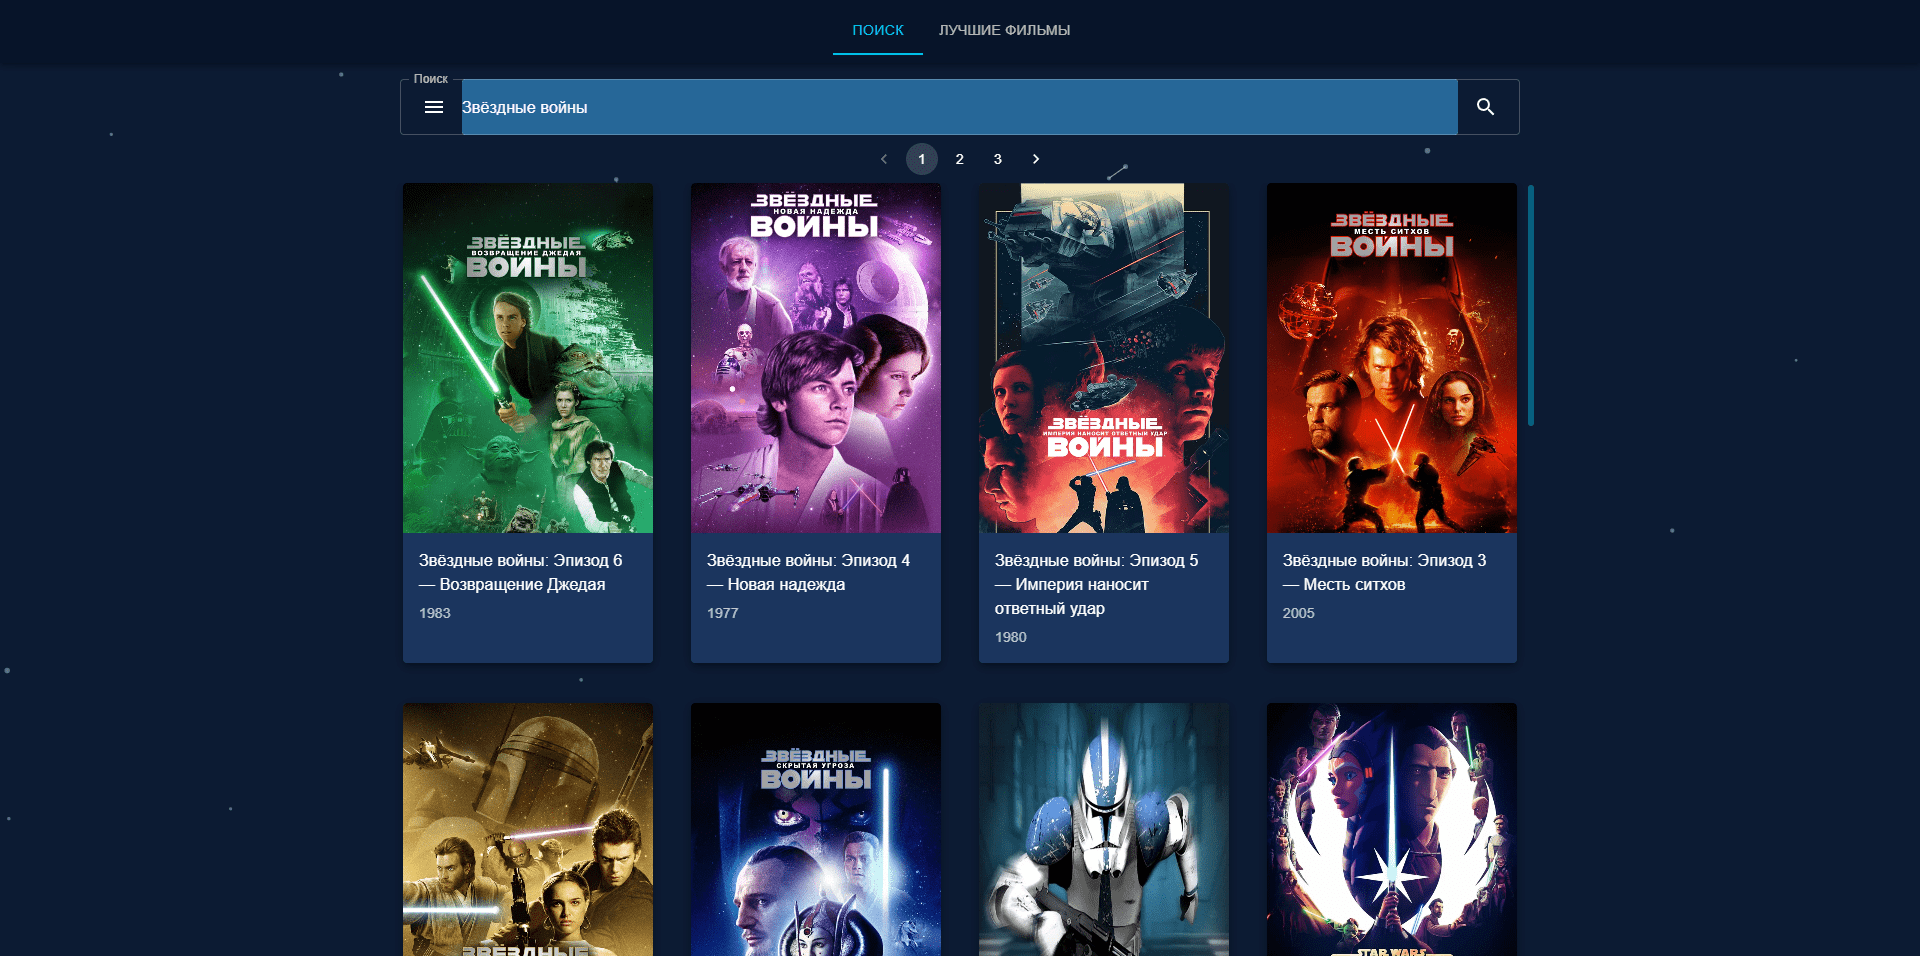 ПОИСК
ЛУЧШИЕ ФИЛЬМЫ
Поиск
Звёздные войны
1
2
3
ЗВЁЗДНЫЕ
ВОЗВРАЩЕНИЕ ДЖЕДАЯ
ВОЙНЫ
ЗВЁЗДНЫЕ
НОВАЯ НАДЕЖДА
ВОЙНЫ
ЗВЁЗДНЫЕ
ИМПЕРИЯ НАНОСИТ ОТВЕТНЫЙ УДАР
ВОЙНЫ
ЗВЁЗДНЫЕ
МЕСТЬ СИТХОВ
ВОЙНЫ
Звёздные войны: Эпизод 6
— Возвращение Джедая
1983
Звёздные войны: Эпизод 4
— Новая надежда
1977
Звёздные войны: Эпизод 5
— Империя наносит
ответный удар
1980
Звёздные войны: Эпизод 3
— Месть ситхов
2005
ЗВЁЗДНЫЕ
ЗВЁЗДНЫЕ
СКРЫТАЯ УГРОЗА
ВОЙНЫ
STAR WARS